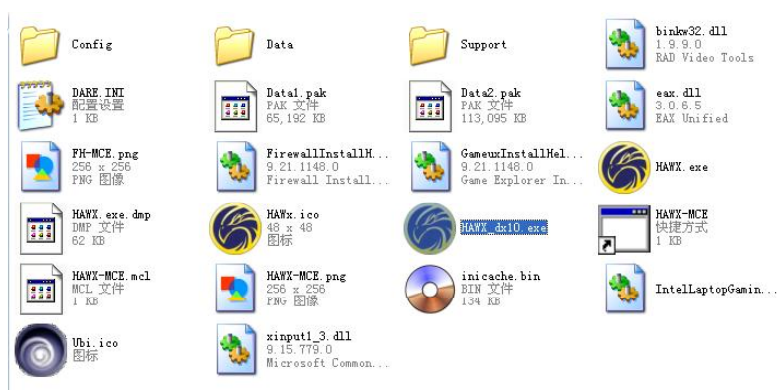 Config
Data
Support
binkw32.dll
1.9.9.0
RAD Video Tools
DARE.INI
配置设置
1 KB
Data1.pak
PAK 文件
65,192 KB
Data2.pak
PAK 文件
113,095 KB
eax.dll
3.0.6.5
EAX Unified
FH-MCE.png
256 x 256
PNG 图像
FirewallInstallH...
9.21.1148.0
Firewall Install...
GameuxInstallHel...
9.21.1148.0
Game Explorer In...
HAWX.exe
HAWX.exe.dmp
DMP 文件
62 KB
HAWx.ico
48 x 48
图标
HAWX_dx10.exe
HAWX-MCE
快捷方式
1 KB
HAWX-MCE.mcl
MCL 文件
1 KB
HAWX-MCE.png
256 x 256
PNG 图像
inicache.bin
BIN 文件
134 KB
IntelLaptopGamin...
Ubi.ico
图标
xinput1_3.dll
9.15.779.0
Microsoft Common...